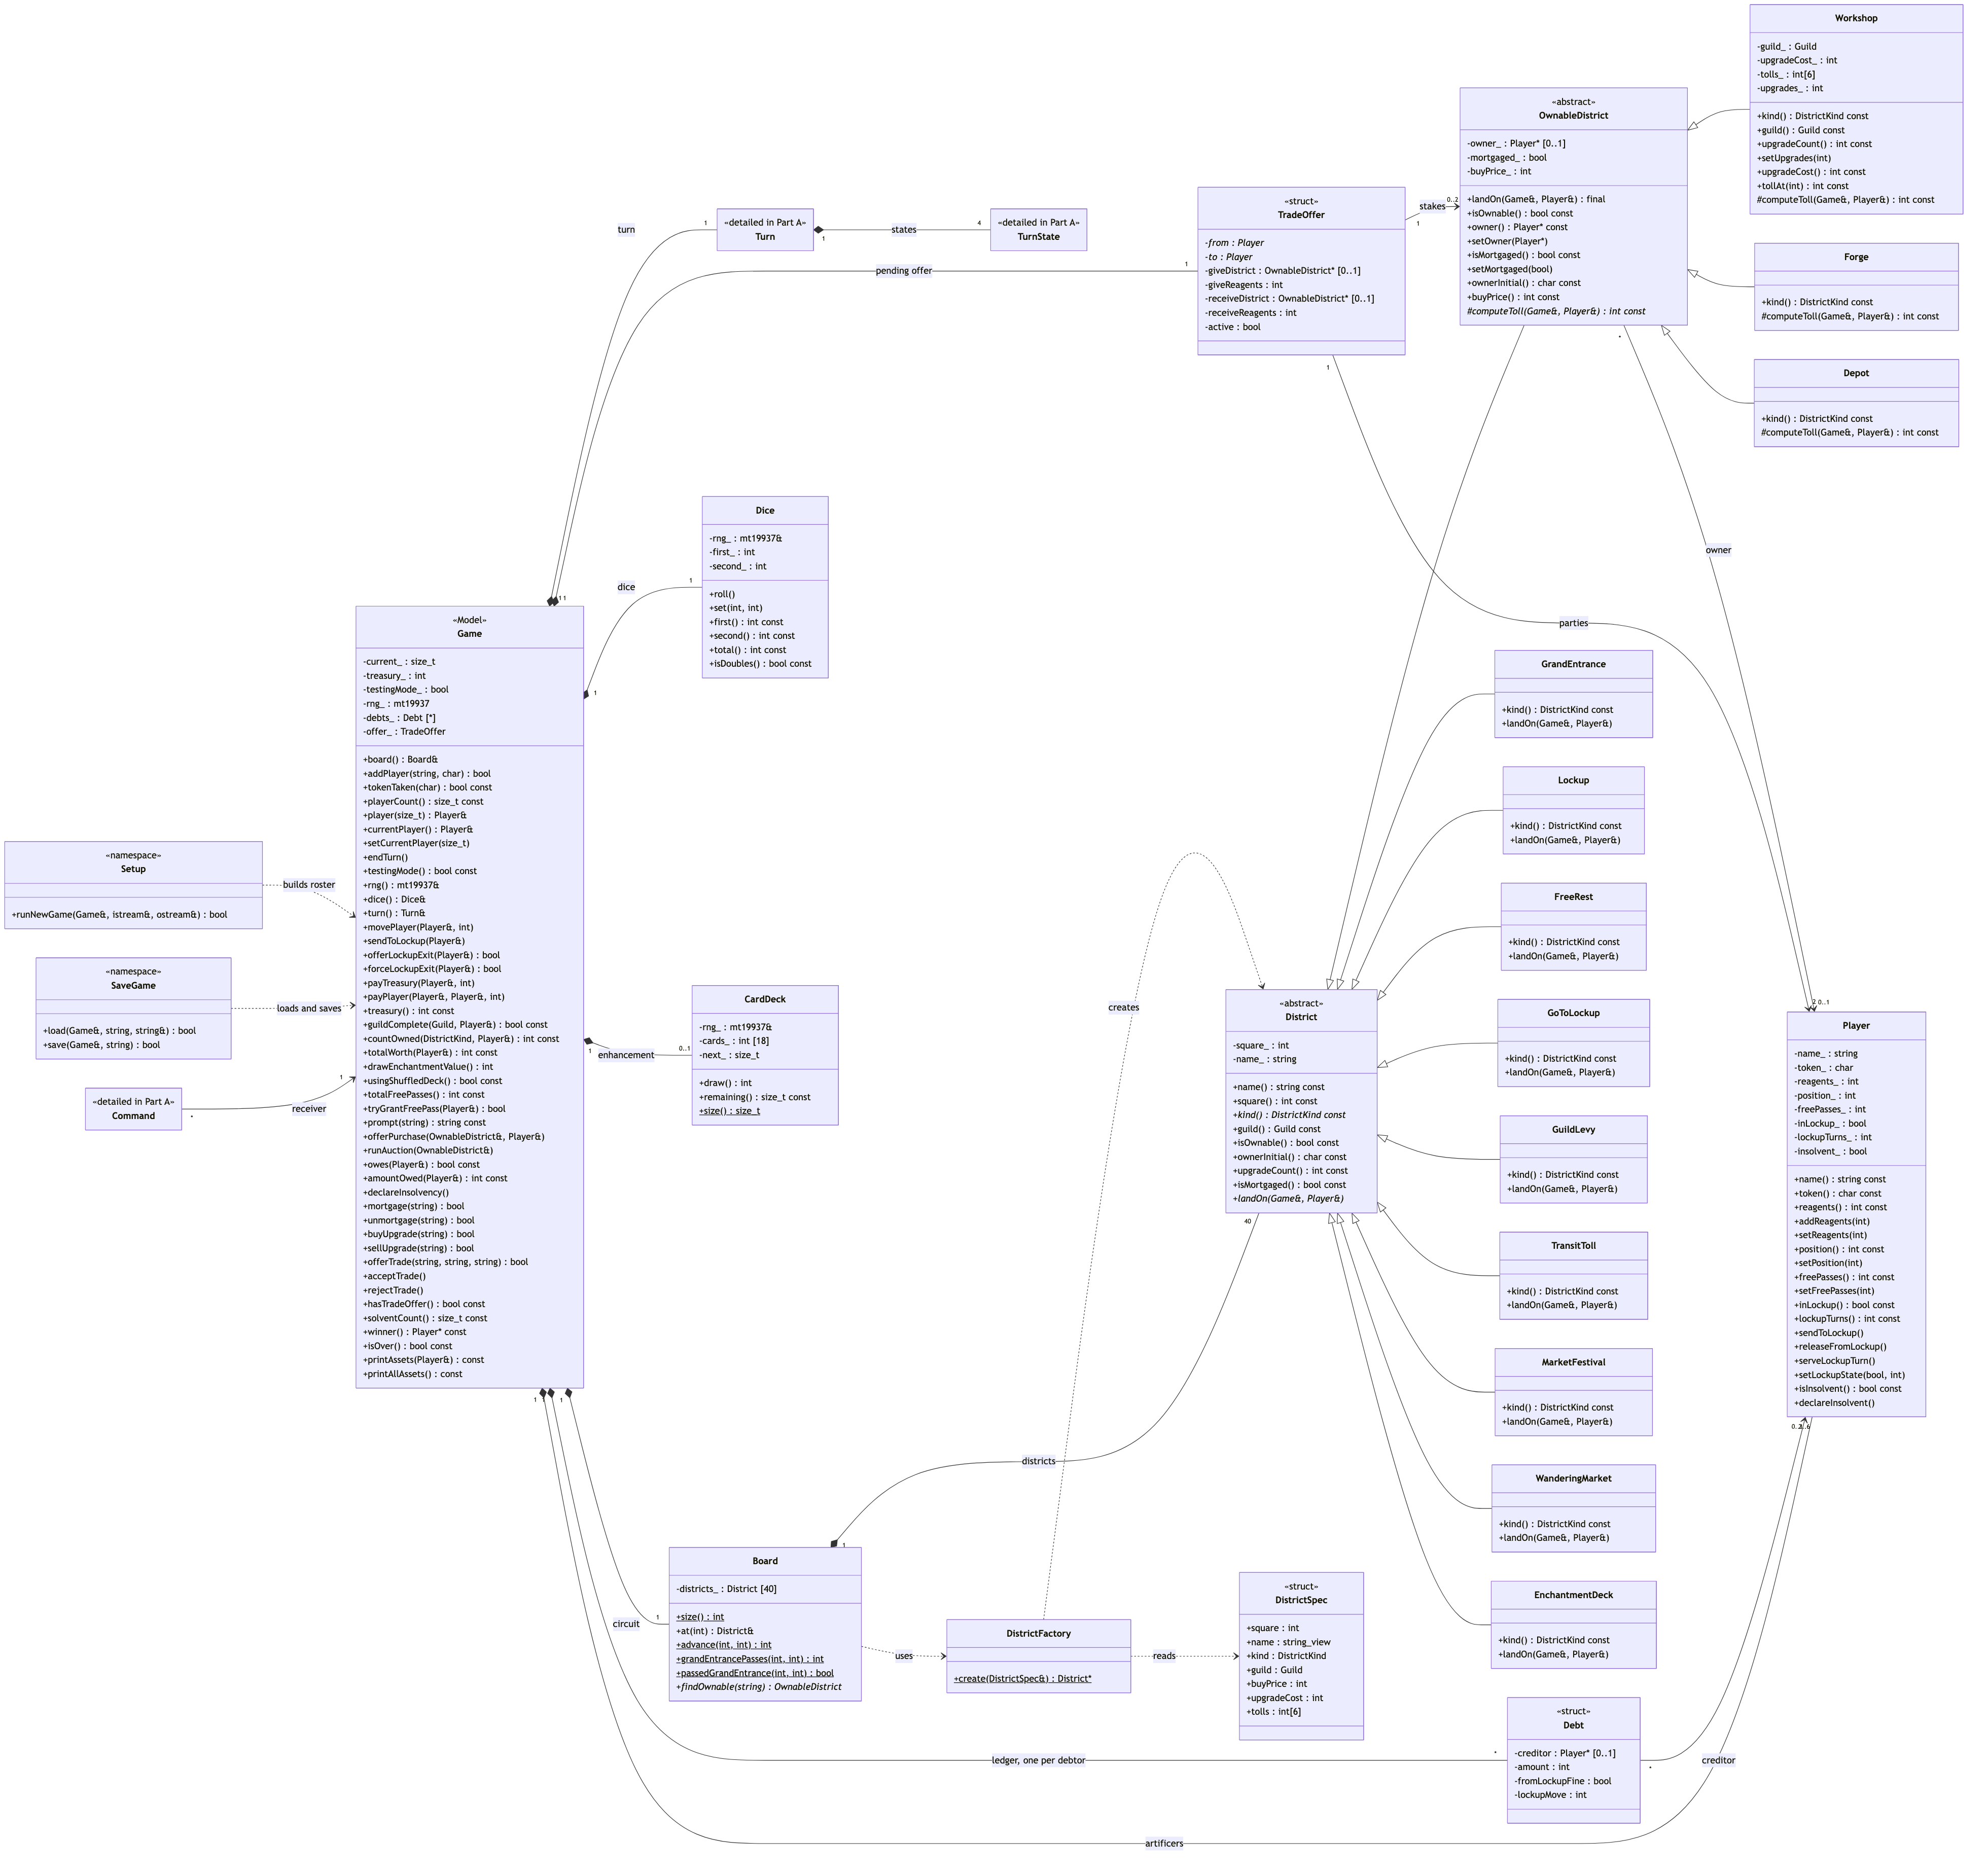 Workshop
-guild_ : Guild
-upgradeCost_ : int
-tolls_ : int[6]
-upgrades_ : int
+kind() : DistrictKind const
+guild() : Guild const
+upgradeCount() : int const
+setUpgrades(int)
+upgradeCost() : int const
+tollAt(int) : int const
#computeToll(Game&, Player&) : int const
«abstract»
OwnableDistrict
-owner_ : Player* [0..1]
-mortgaged_ : bool
-buyPrice_ : int
+landOn(Game&, Player&) : final
+isOwnable() : bool const
+owner() : Player* const
+setOwner(Player*)
+isMortgaged() : bool const
+setMortgaged(bool)
+ownerInitial() : char const
+buyPrice() : int const
#computeToll(Game&, Player&) : int const
Forge
+kind() : DistrictKind const
#computeToll(Game&, Player&) : int const
Depot
+kind() : DistrictKind const
#computeToll(Game&, Player&) : int const
«struct»
TradeOffer
-from : Player
-to : Player
-giveDistrict : OwnableDistrict* [0..1]
-giveReagents : int
-receiveDistrict : OwnableDistrict* [0..1]
-receiveReagents : int
-active : bool
stakes
0..2
1
1
turn
1
«detailed in Part A»
Turn
1
states
4
«detailed in Part A»
TurnState
pending offer
1
*
owner
parties
2
0..1
Dice
-rng_ : mt19937&
-first_ : int
-second_ : int
+roll()
+set(int, int)
+first() : int const
+second() : int const
+total() : int const
+isDoubles() : bool const
dice
1
1
1 1
«Model»
Game
-current_ : size_t
-treasury_ : int
-testingMode_ : bool
-rng_ : mt19937
-debts_ : Debt [*]
-offer_ : TradeOffer
+board() : Board&
+addPlayer(string, char) : bool
+tokenTaken(char) : bool const
+playerCount() : size_t const
+player(size_t) : Player&
+currentPlayer() : Player&
+setCurrentPlayer(size_t)
+endTurn()
+testingMode() : bool const
+rng() : mt19937&
+dice() : Dice&
+turn() : Turn&
+movePlayer(Player&, int)
+sendToLockup(Player&)
+offerLockupExit(Player&) : bool
+forceLockupExit(Player&) : bool
+payTreasury(Player&, int)
+payPlayer(Player&, Player&, int)
+treasury() : int const
+guildComplete(Guild, Player&) : bool const
+countOwned(DistrictKind, Player&) : int const
+totalWorth(Player&) : int const
+drawEnchantmentValue() : int
+usingShuffledDeck() : bool const
+totalFreePasses() : int const
+tryGrantFreePass(Player&) : bool
+prompt(string) : string const
+offerPurchase(OwnableDistrict&, Player&)
+runAuction(OwnableDistrict&)
+owes(Player&) : bool const
+amountOwed(Player&) : int const
+declareInsolvency()
+mortgage(string) : bool
+unmortgage(string) : bool
+buyUpgrade(string) : bool
+sellUpgrade(string) : bool
+offerTrade(string, string, string) : bool
+acceptTrade()
+rejectTrade()
+hasTradeOffer() : bool const
+solventCount() : size_t const
+winner() : Player* const
+isOver() : bool const
+printAssets(Player&) : const
+printAllAssets() : const
«namespace»
Setup
+runNewGame(Game&, istream&, ostream&) : bool
builds roster
«namespace»
SaveGame
+load(Game&, string, string&) : bool
+save(Game&, string) : bool
loads and saves
«detailed in Part A»
Command
*
receiver
1
CardDeck
-rng_ : mt19937&
-cards_ : int [18]
-next_ : size_t
+draw() : int
+remaining() : size_t const
+size() : size_t
1
enhancement
0..1
creates
«abstract»
District
-square_ : int
-name_ : string
+name() : string const
+square() : int const
+kind() : DistrictKind const
+guild() : Guild const
+isOwnable() : bool const
+ownerInitial() : char const
+upgradeCount() : int const
+isMortgaged() : bool const
+landOn(Game&, Player&)
40
districts
1
GrandEntrance
+kind() : DistrictKind const
+landOn(Game&, Player&)
Lockup
+kind() : DistrictKind const
+landOn(Game&, Player&)
FreeRest
+kind() : DistrictKind const
+landOn(Game&, Player&)
GoToLockup
+kind() : DistrictKind const
+landOn(Game&, Player&)
GuildLevy
+kind() : DistrictKind const
+landOn(Game&, Player&)
TransitToll
+kind() : DistrictKind const
+landOn(Game&, Player&)
MarketFestival
+kind() : DistrictKind const
+landOn(Game&, Player&)
WanderingMarket
+kind() : DistrictKind const
+landOn(Game&, Player&)
EnchantmentDeck
+kind() : DistrictKind const
+landOn(Game&, Player&)
Player
-name_ : string
-token_ : char
-reagents_ : int
-position_ : int
-freePasses_ : int
-inLockup_ : bool
-lockupTurns_ : int
-insolvent_ : bool
+name() : string const
+token() : char const
+reagents() : int const
+addReagents(int)
+setReagents(int)
+position() : int const
+setPosition(int)
+freePasses() : int const
+setFreePasses(int)
+inLockup() : bool const
+lockupTurns() : int const
+sendToLockup()
+releaseFromLockup()
+serveLockupTurn()
+setLockupState(bool, int)
+isInsolvent() : bool const
+declareInsolvent()
Board
-districts_ : District [40]
+size() : int
+at(int) : District&
+advance(int, int) : int
+grandEntrancePasses(int, int) : int
+passedGrandEntrance(int, int) : bool
+findOwnable(string) : OwnableDistrict
1
1
circuit
1
uses
DistrictFactory
+create(DistrictSpec&) : District*
reads
«struct»
DistrictSpec
+square : int
+name : string_view
+kind : DistrictKind
+guild : Guild
+buyPrice : int
+upgradeCost : int
+tolls : int[6]
ledger, one per debtor
*
«struct»
Debt
-creditor : Player* [0..1]
-amount : int
-fromLockupFine : bool
-lockupMove : int
*
creditor
artificers